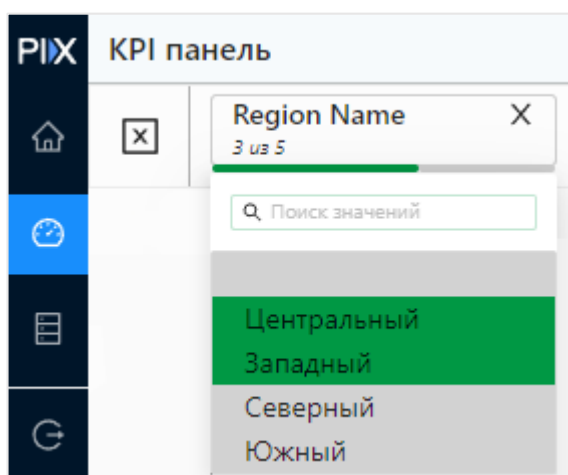 PIX
KPI панель
Region Name
3 из 5
Поиск значений
Центральный
Западный
Северный
Южный